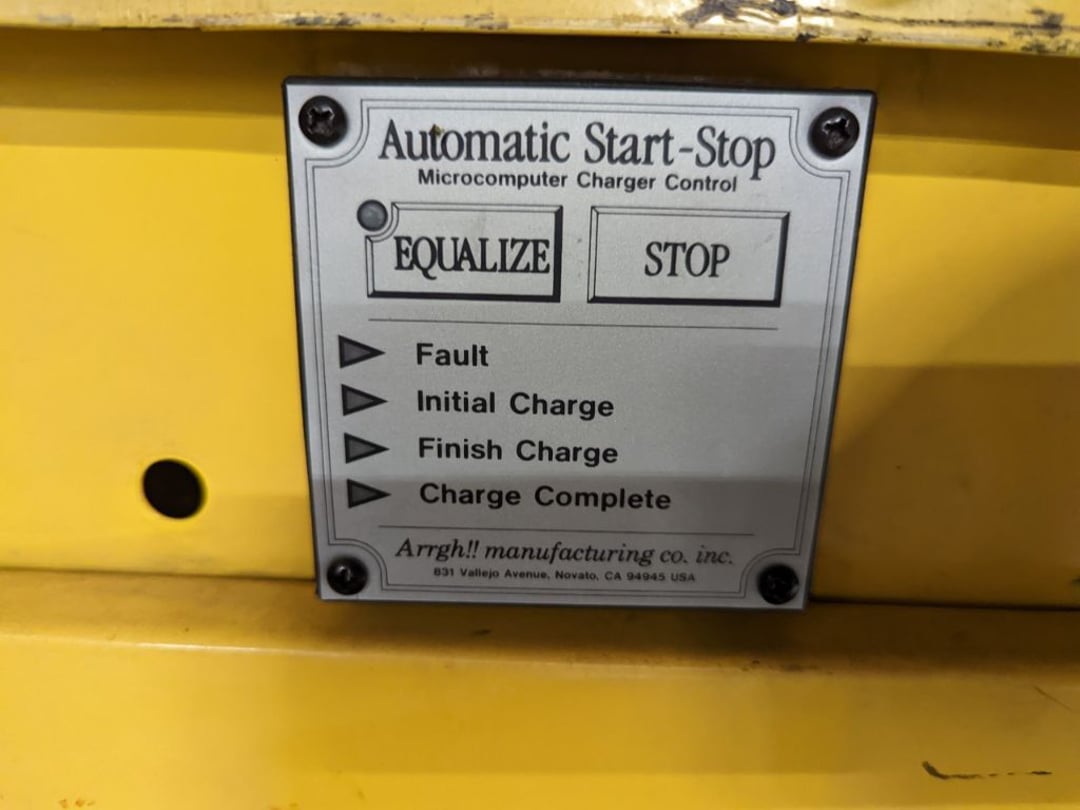 Automatic Start-Stop
Microcomputer Charger Control
EQUALIZE
STOP
Fault
Initial Charge
Finish Charge
Charge Complete
Arrgh!! manufacturing co. inc.
831 Vallejo Avenue, Novato, CA 94945 USA